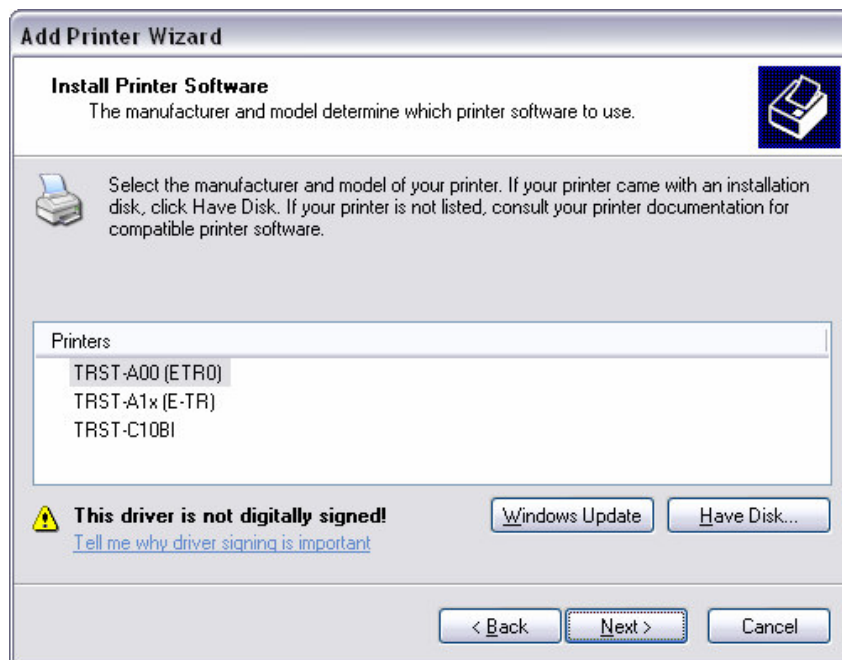 Add Printer Wizard
Install Printer Software
The manufacturer and model determine which printer software to use.
Select the manufacturer and model of your printer. If your printer came with an installation
disk, click Have Disk. If your printer is not listed, consult your printer documentation for
compatible printer software.
Printers
TRST-A00 (ETR0)
TRST-A1x (E-TR)
TRST-C10BI
This driver is not digitally signed!
Tell me why driver signing is important
Windows Update
Have Disk...
< Back
Next >
Cancel